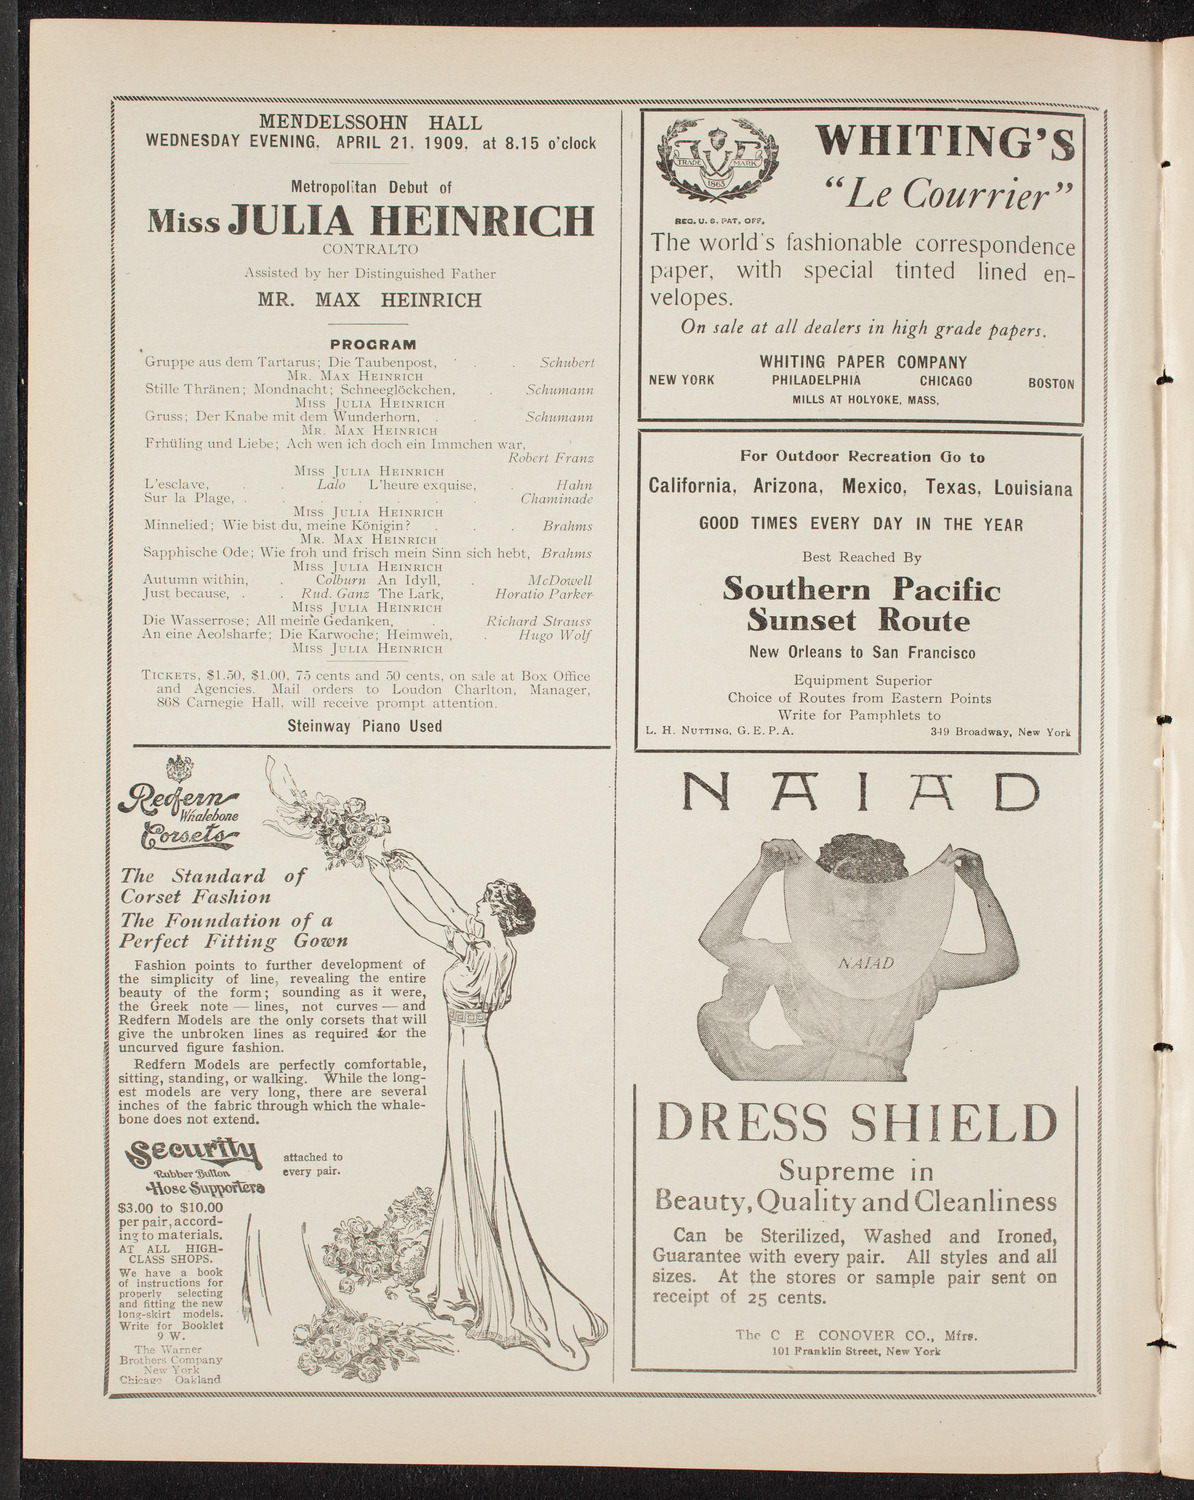 MENDELSSOHN HALL
WEDNESDAY EVENING, APRIL 21, 1909, at 8.15 o'clock
Metropolitan Debut of
Miss JULIA HEINRICH
CONTRALTO
Assisted by her Distinguished Father
MR. MAX HEINRICH
PROGRAM
Gruppe aus dem Tartarus; Die Taubenpost, . . Schubert
MR. MAX HEINRICH
Stille Thränen; Mondnacht; Schneeglöckchen, . Schumann
MISS JULIA HEINRICH
Gruss; Der Knabe mit dem Wunderhorn, . . Schumann
MR. MAX HEINRICH
Frhüling und Liebe; Ach wen ich doch ein Immchen war,
Robert Franz
MISS JULIA HEINRICH
L'esclave, . . Lalo L'heure exquise, . Hahn
Sur la Plage, . . . . . . Chaminade
MISS JULIA HEINRICH
Minnelied; Wie bist du, meine Königin? . . . Brahms
MR. MAX HEINRICH
Sapphische Ode; Wie froh und frisch mein Sinn sich hebt, Brahms
MISS JULIA HEINRICH
Autumn within, . Colburn An Idyll, . McDowell
Just because, . . Rud. Ganz The Lark, Horatio Parker
MISS JULIA HEINRICH
Die Wasserrose; All meine Gedanken, . Richard Strauss
An eine Aeolsharfe; Die Karwoche; Heimweh, . Hugo Wolf
MISS JULIA HEINRICH
TICKETS, $1.50, $1.00, 75 cents and 50 cents, on sale at Box Office
and Agencies. Mail orders to Loudon Charlton, Manager,
868 Carnegie Hall, will receive prompt attention.
Steinway Piano Used
Redfern
Whalebone
Corsets
The Standard of
Corset Fashion
The Foundation of a
Perfect Fitting Gown
Fashion points to further development of
the simplicity of line, revealing the entire
beauty of the form; sounding as it were,
the Greek note — lines, not curves — and
Redfern Models are the only corsets that will
give the unbroken lines as required for the
uncurved figure fashion.
Redfern Models are perfectly comfortable,
sitting, standing, or walking. While the long-
est models are very long, there are several
inches of the fabric through which the whale-
bone does not extend.
Security
Rubber Button
Hose Supporters
attached to
every pair.
$3.00 to $10.00
per pair, accord-
ing to materials.
AT ALL HIGH-
CLASS SHOPS.
We have a book
of instructions for
properly selecting
and fitting the new
long-skirt models.
Write for Booklet
9 W.
The Warner
Brothers Company
New York
Chicago Oakland
TRADE MARK
1865
REG. U. S. PAT. OFF.
WHITING'S
"Le Courrier"
The world's fashionable correspondence
paper, with special tinted lined en-
velopes.
On sale at all dealers in high grade papers.
WHITING PAPER COMPANY
NEW YORK PHILADELPHIA CHICAGO BOSTON
MILLS AT HOLYOKE, MASS,
For Outdoor Recreation Go to
California, Arizona, Mexico, Texas, Louisiana
GOOD TIMES EVERY DAY IN THE YEAR
Best Reached By
Southern Pacific
Sunset Route
New Orleans to San Francisco
Equipment Superior
Choice of Routes from Eastern Points
Write for Pamphlets to
L. H. NUTTING, G. E. P. A. 349 Broadway, New York
NAIAD
NAIAD
DRESS SHIELD
Supreme in
Beauty, Quality and Cleanliness
Can be Sterilized, Washed and Ironed,
Guarantee with every pair. All styles and all
sizes. At the stores or sample pair sent on
receipt of 25 cents.
The C E CONOVER CO., Mfrs.
101 Franklin Street, New York